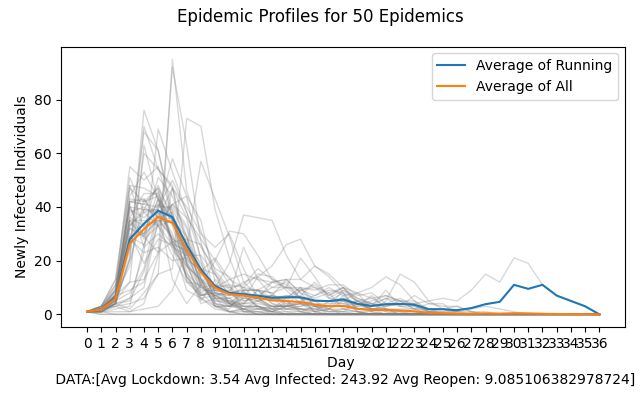 Epidemic Profiles for 50 Epidemics
Average of Running
Average of All
Newly Infected Individuals
80
60
40
20
0
0 1 2 3 4 5 6 7 8 9 10 11 12 13 14 15 16 17 18 19 20 21 22 23 24 25 26 27 28 29 30 31 32 33 34 35 36
Day
DATA:[Avg Lockdown: 3.54 Avg Infected: 243.92 Avg Reopen: 9.085106382978724]